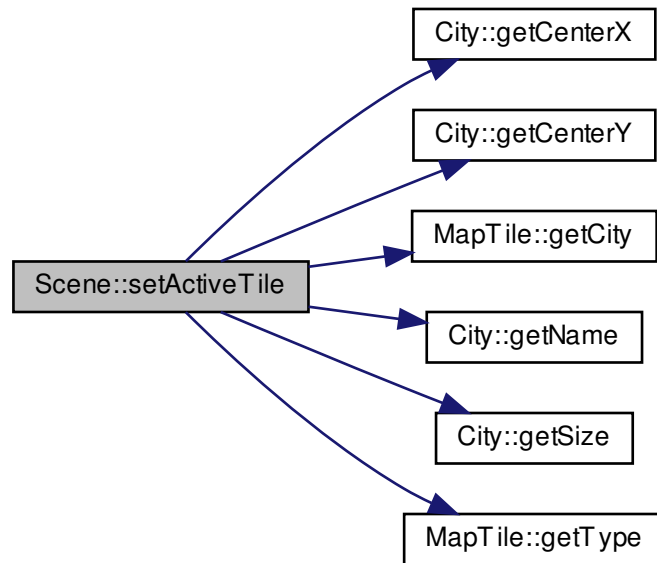 City::getCenterX
City::getCenterY
MapTile::getCity
Scene::setActiveTile
City::getName
City::getSize
MapTile::getType